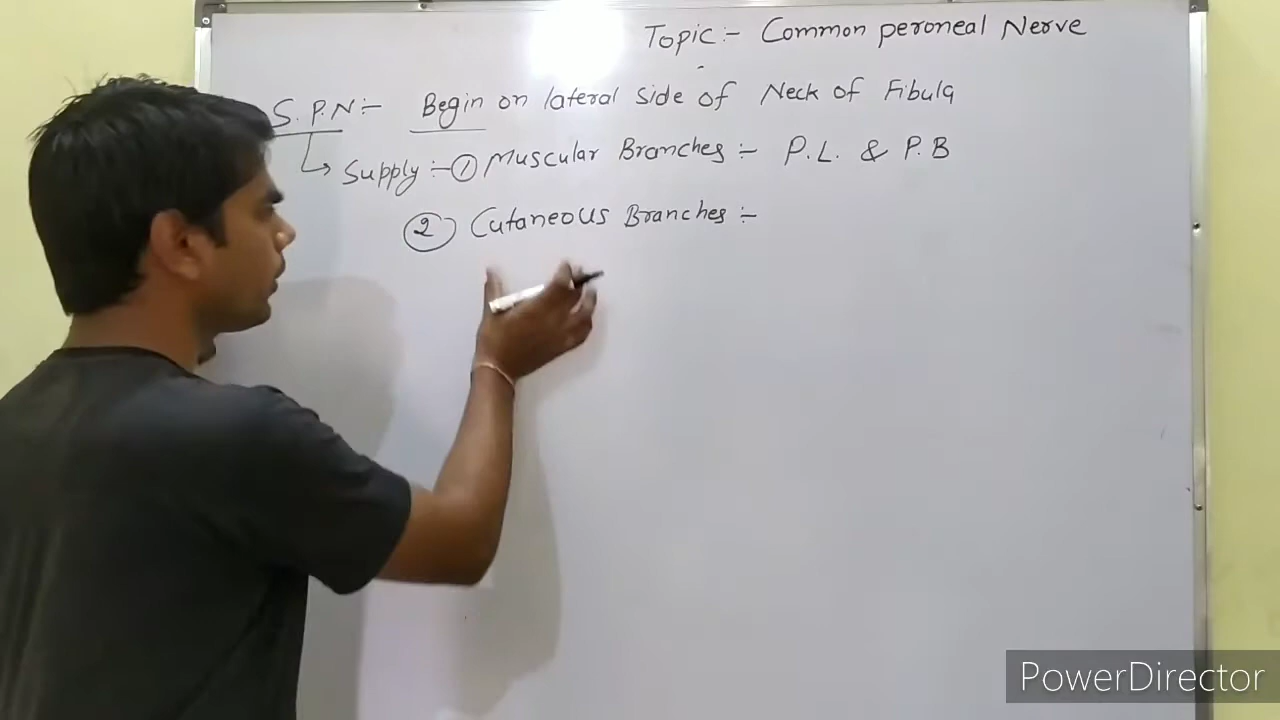 Topic :- Common peroneal Nerve
S. P. N :- Begin on lateral side of Neck of Fibula
Supply :- ① Muscular Branches :- P. L. & P. B
② Cutaneous Branches :-
PowerDirector